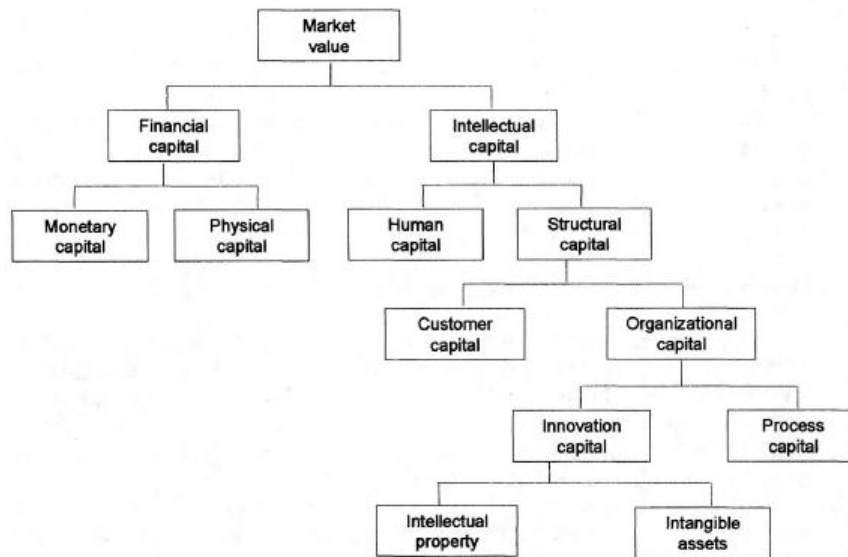 Market
value
Financial
capital
Intellectual
capital
Monetary
capital
Physical
capital
Human
capital
Structural
capital
Customer
capital
Organizational
capital
Innovation
capital
Process
capital
Intellectual
property
Intangible
assets